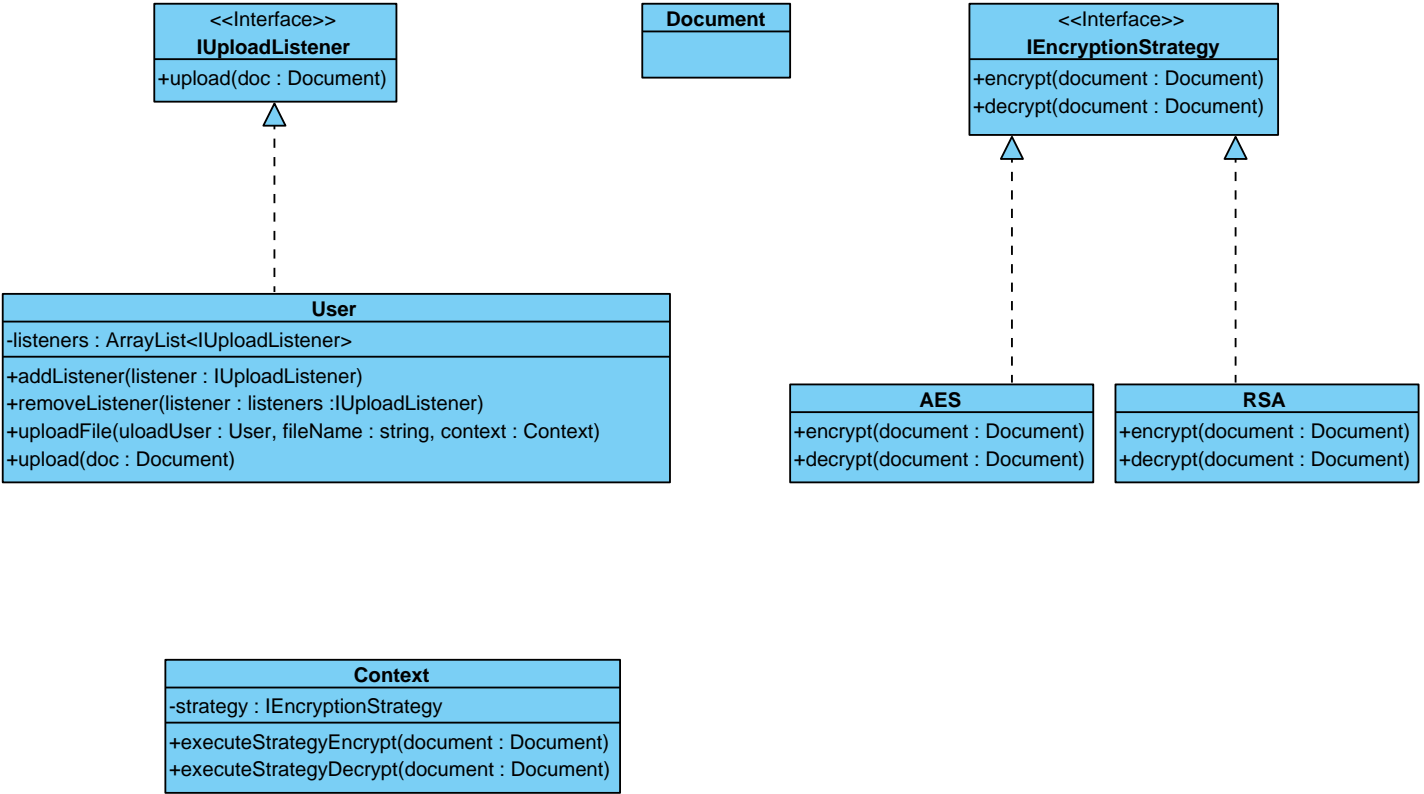 <<Interface>>
IUploadListener
+upload(doc : Document)
Document
<<Interface>>
IEncryptionStrategy
+encrypt(document : Document)
+decrypt(document : Document)
User
-listeners : ArrayList<IUploadListener>
+addListener(listener : IUploadListener)
+removeListener(listener : listeners :IUploadListener)
+uploadFile(uloadUser : User, fileName : string, context : Context)
+upload(doc : Document)
AES
+encrypt(document : Document)
+decrypt(document : Document)
RSA
+encrypt(document : Document)
+decrypt(document : Document)
Context
-strategy : IEncryptionStrategy
+executeStrategyEncrypt(document : Document)
+executeStrategyDecrypt(document : Document)